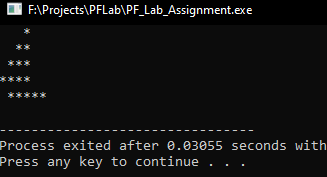 F:\Projects\PFLab\PF_Lab_Assignment.exe
   *
  **
 ***
****
 *****
--------------------------------
Process exited after 0.03055 seconds with
Press any key to continue . . .